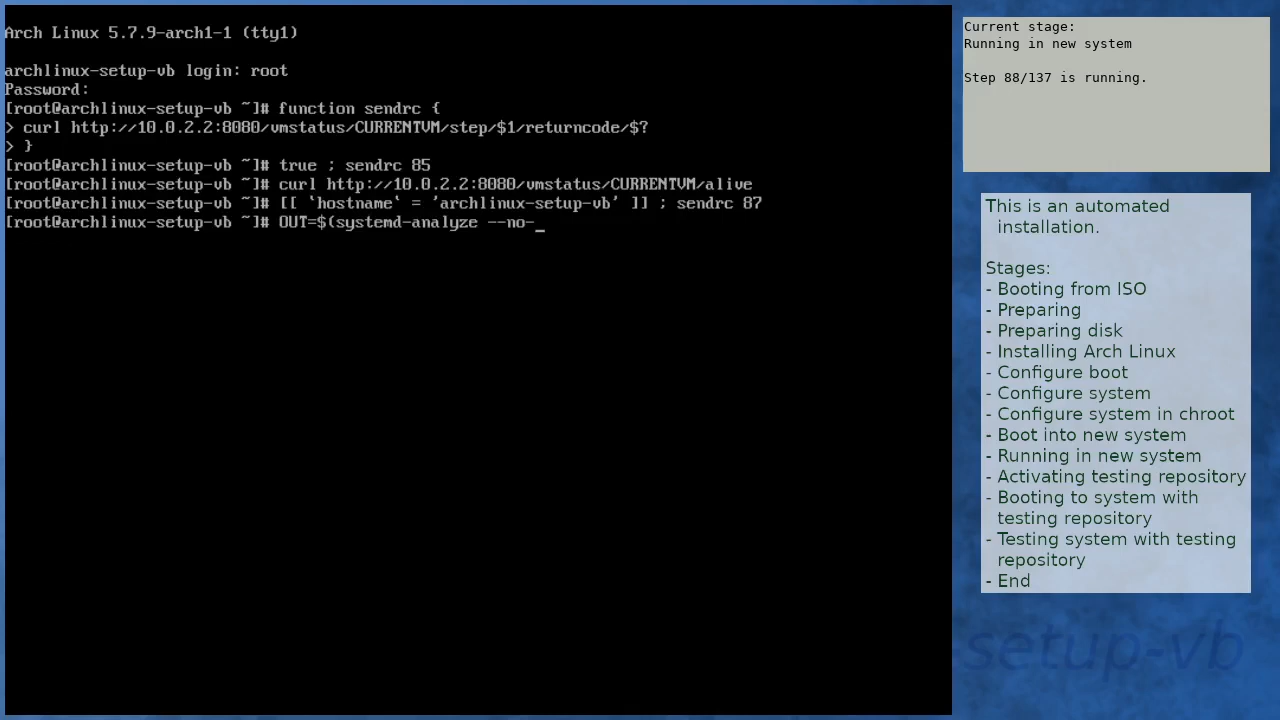 Arch Linux 5.7.9-arch1-1 (tty1)
archlinux-setup-vb login: root
Password:
[root@archlinux-setup-vb ~]# function sendrc {
> curl http://10.0.2.2:8080/vmstatus/CURRENTVM/step/$1/returncode/$?
> }
[root@archlinux-setup-vb ~]# true ; sendrc 85
[root@archlinux-setup-vb ~]# curl http://10.0.2.2:8080/vmstatus/CURRENTVM/alive
[root@archlinux-setup-vb ~]# [[ `hostname` = 'archlinux-setup-vb' ]] ; sendrc 87
[root@archlinux-setup-vb ~]# OUT=$(systemd-analyze --no-_
Current stage:
Running in new system
Step 88/137 is running.
This is an automated
installation.
Stages:
- Booting from ISO
- Preparing
- Preparing disk
- Installing Arch Linux
- Configure boot
- Configure system
- Configure system in chroot
- Boot into new system
- Running in new system
- Activating testing repository
- Booting to system with
testing repository
- Testing system with testing
repository
- End
setup-vb